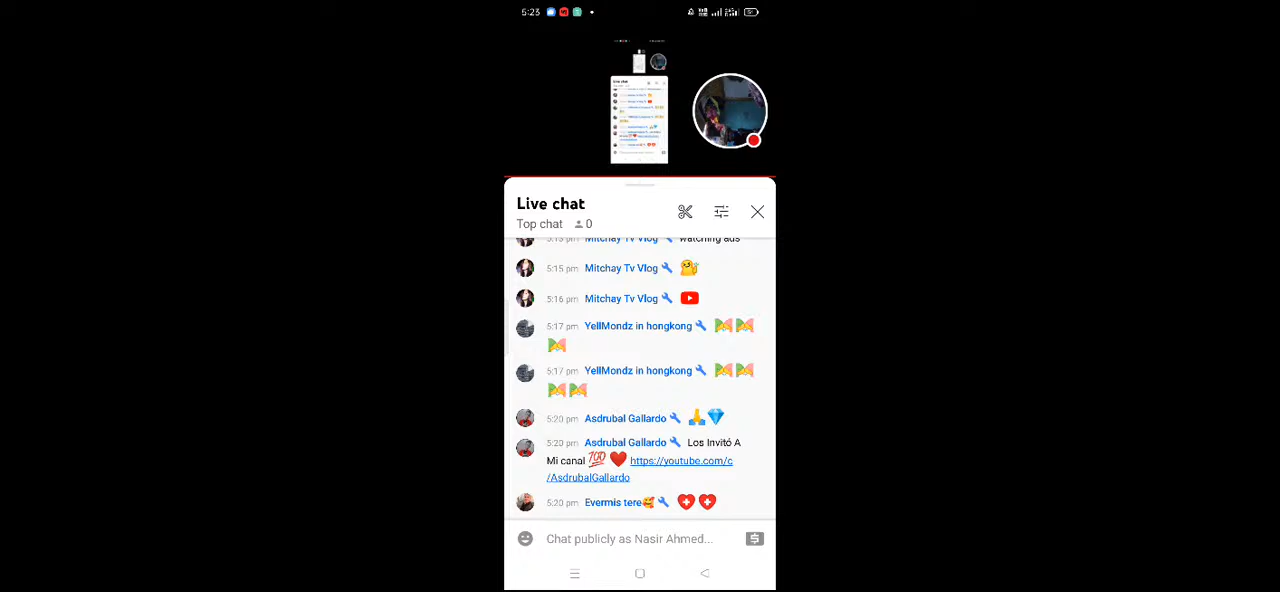 5:23
Live chat
Top chat 0
5:13 pm Mitchay Tv Vlog watching ads
5:15 pm Mitchay Tv Vlog
5:16 pm Mitchay Tv Vlog
5:17 pm YellMondz in hongkong
5:17 pm YellMondz in hongkong
5:20 pm Asdrubal Gallardo
5:20 pm Asdrubal Gallardo Los Invitó A
Mi canal 💯 ❤️ https://youtube.com/c
/AsdrubalGallardo
5:20 pm Evermis tere🥰
Chat publicly as Nasir Ahmed...